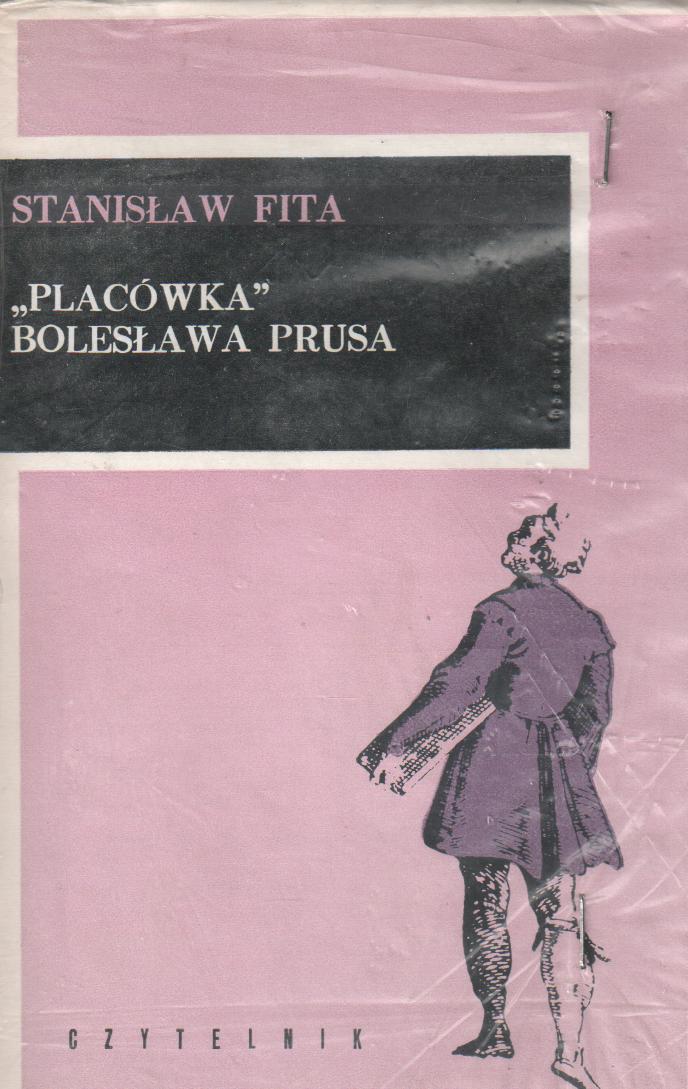 STANISŁAW FITA
„PLACÓWKA”
BOLESŁAWA PRUSA
CZYTELNIK